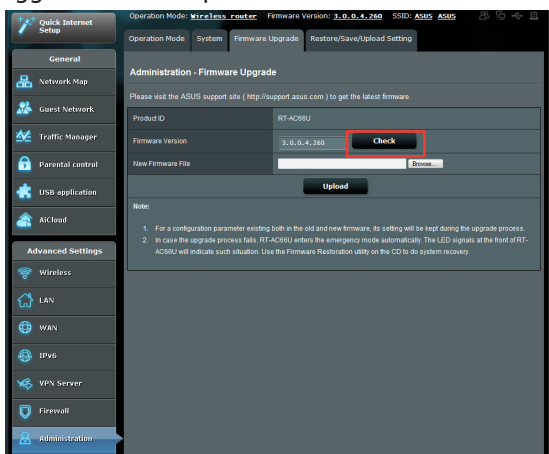 Quick Internet
Setup
Operation Mode: Wireless router Firmware Version: 3.0.0.4.260 SSID: ASUS ASUS
Operation Mode System Firmware Upgrade Restore/Save/Upload Setting
General
Network Map
Guest Network
Traffic Manager
Parental control
USB application
AiCloud
Advanced Settings
Wireless
LAN
WAN
IPv6
VPN Server
Firewall
Administration
Administration - Firmware Upgrade
Please visit the ASUS support site ( http://support.asus.com ) to get the latest firmware.
Product ID RT-AC66U
Firmware Version 3.0.0.4.260 Check
New Firmware File Browse...
Upload
Note:
1. For a configuration parameter existing both in the old and new firmware, its setting will be kept during the upgrade process.
2. In case the upgrade process fails, RT-AC66U enters the emergency mode automatically. The LED signals at the front of RT-
AC66U will indicate such situation. Use the Firmware Restoration utility on the CD to do system recovery.